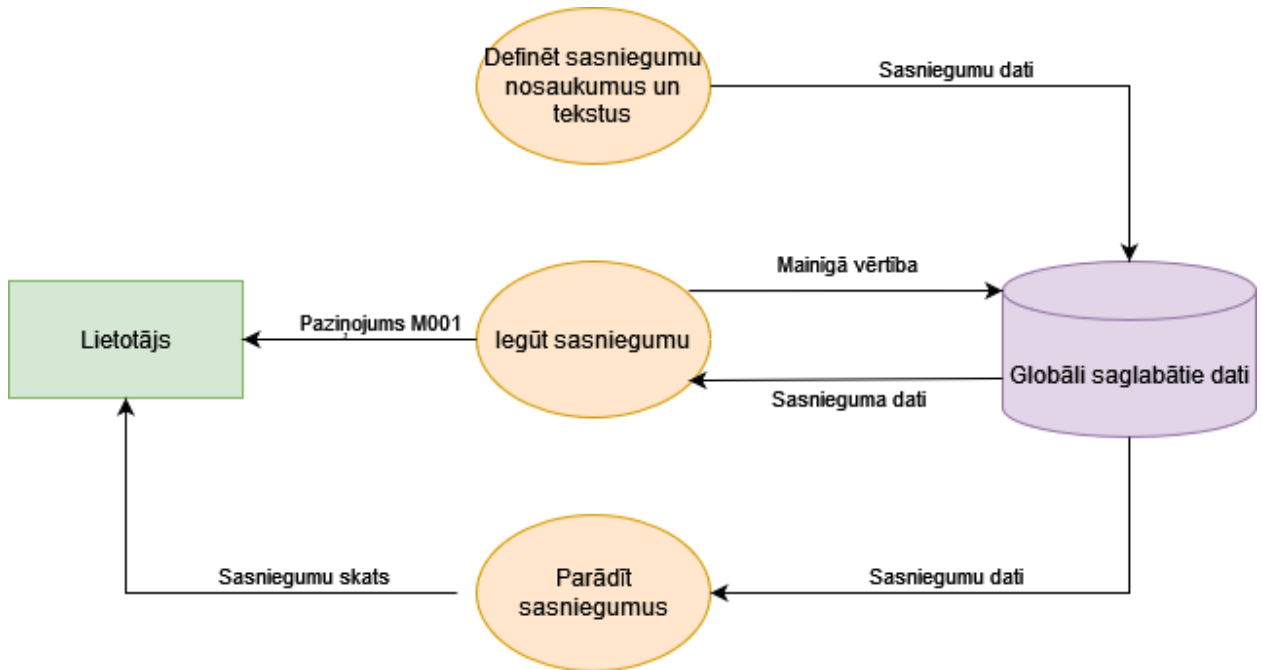 Definēt sasniegumu
nosaukumus un
tekstus
Sasniegumu dati
Mainīgā vērtība
Lietotājs
Paziņojums M001
Iegūt sasniegumu
Globāli saglabātie dati
Sasnieguma dati
Sasniegumu skats
Parādīt
sasniegumus
Sasniegumu dati